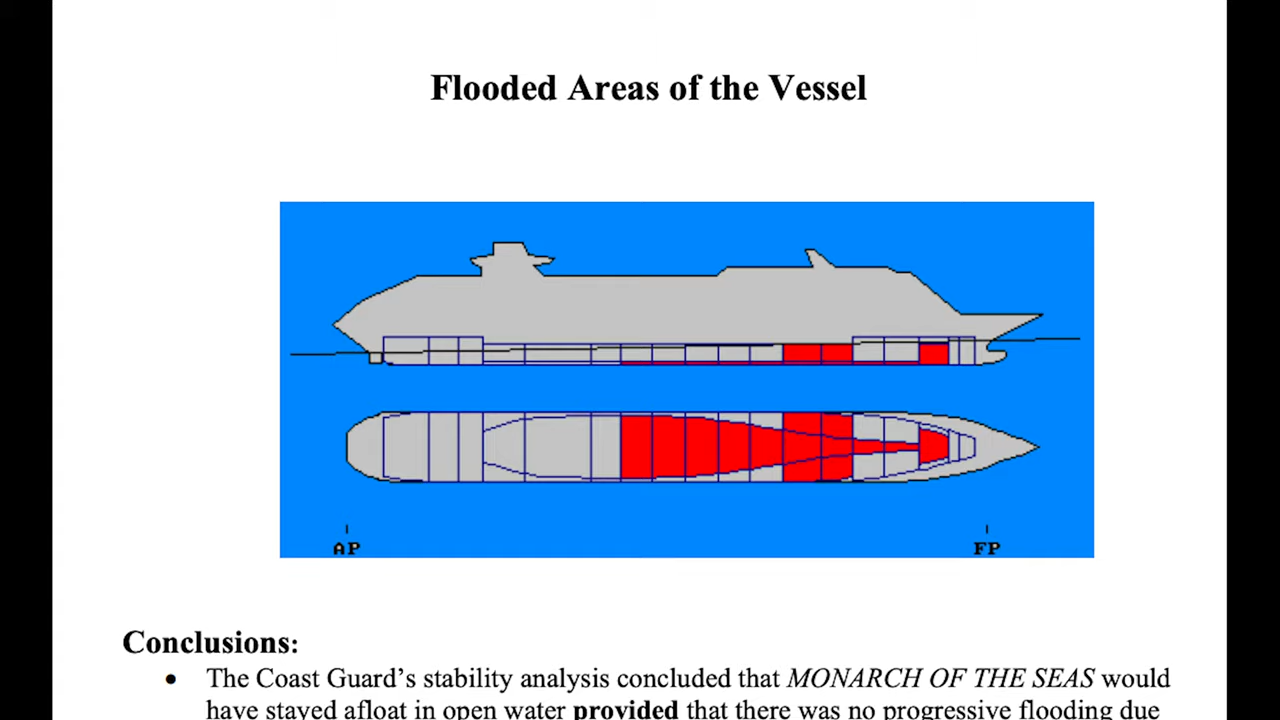 Flooded Areas of the Vessel
AP
FP
Conclusions:
• The Coast Guard's stability analysis concluded that MONARCH OF THE SEAS would
have stayed afloat in open water provided that there was no progressive flooding due